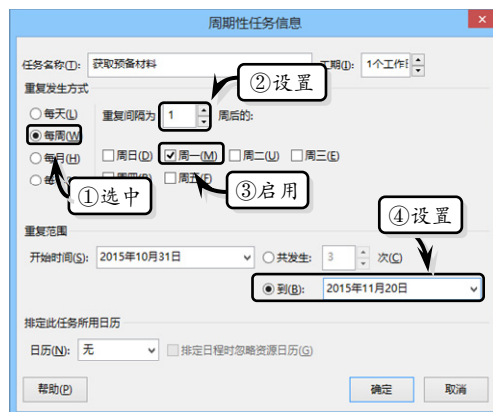 周期性任务信息
任务名称(T): 获取预备材料 工期(I): 1个工作
重复发生方式
②设置
每天(L) 重复间隔为 1 周后的:
每周(W)
每月(H) 周日(D) 周一(M) 周二(U) 周三(E)
①选中
③启用
④设置
重复范围
开始时间(S): 2015年10月31日 共发生: 3 次(C)
到(B): 2015年11月20日
排定此任务所用日历
日历(N): 无 排定日程时忽略资源日历(G)
帮助(P) 确定 取消